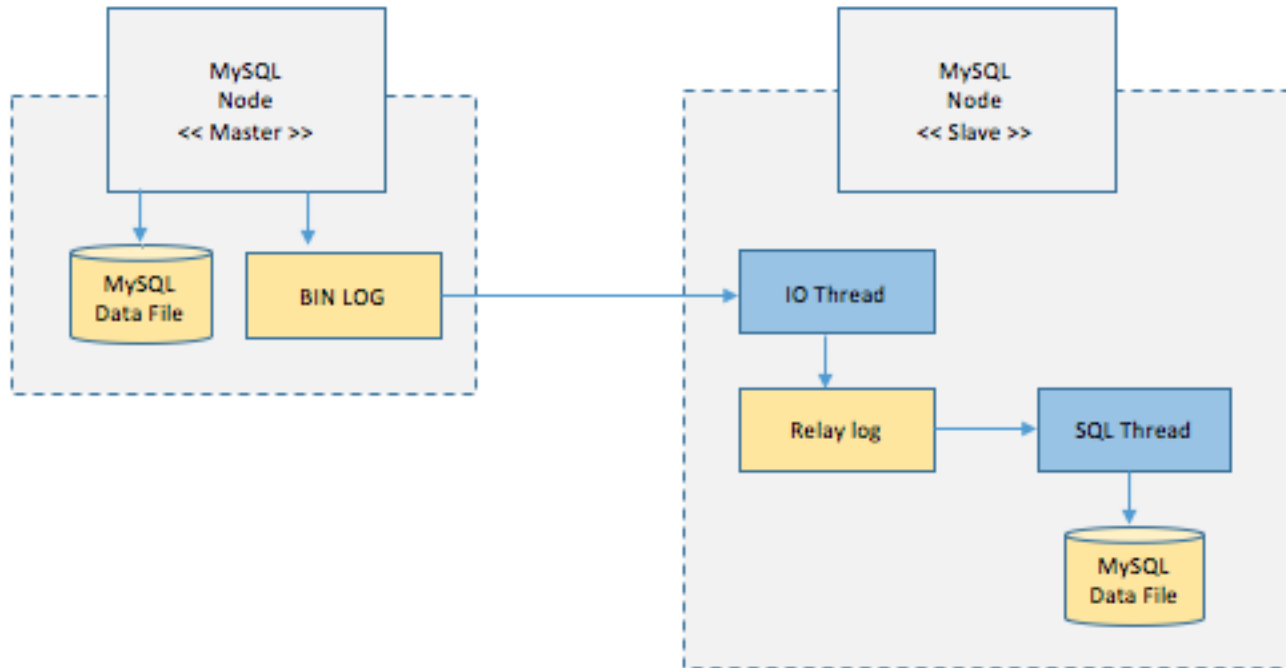 MySQL
Node
<< Master >>
MySQL
Data File
BIN LOG
MySQL
Node
<< Slave >>
IO Thread
Relay log
SQL Thread
MySQL
Data File